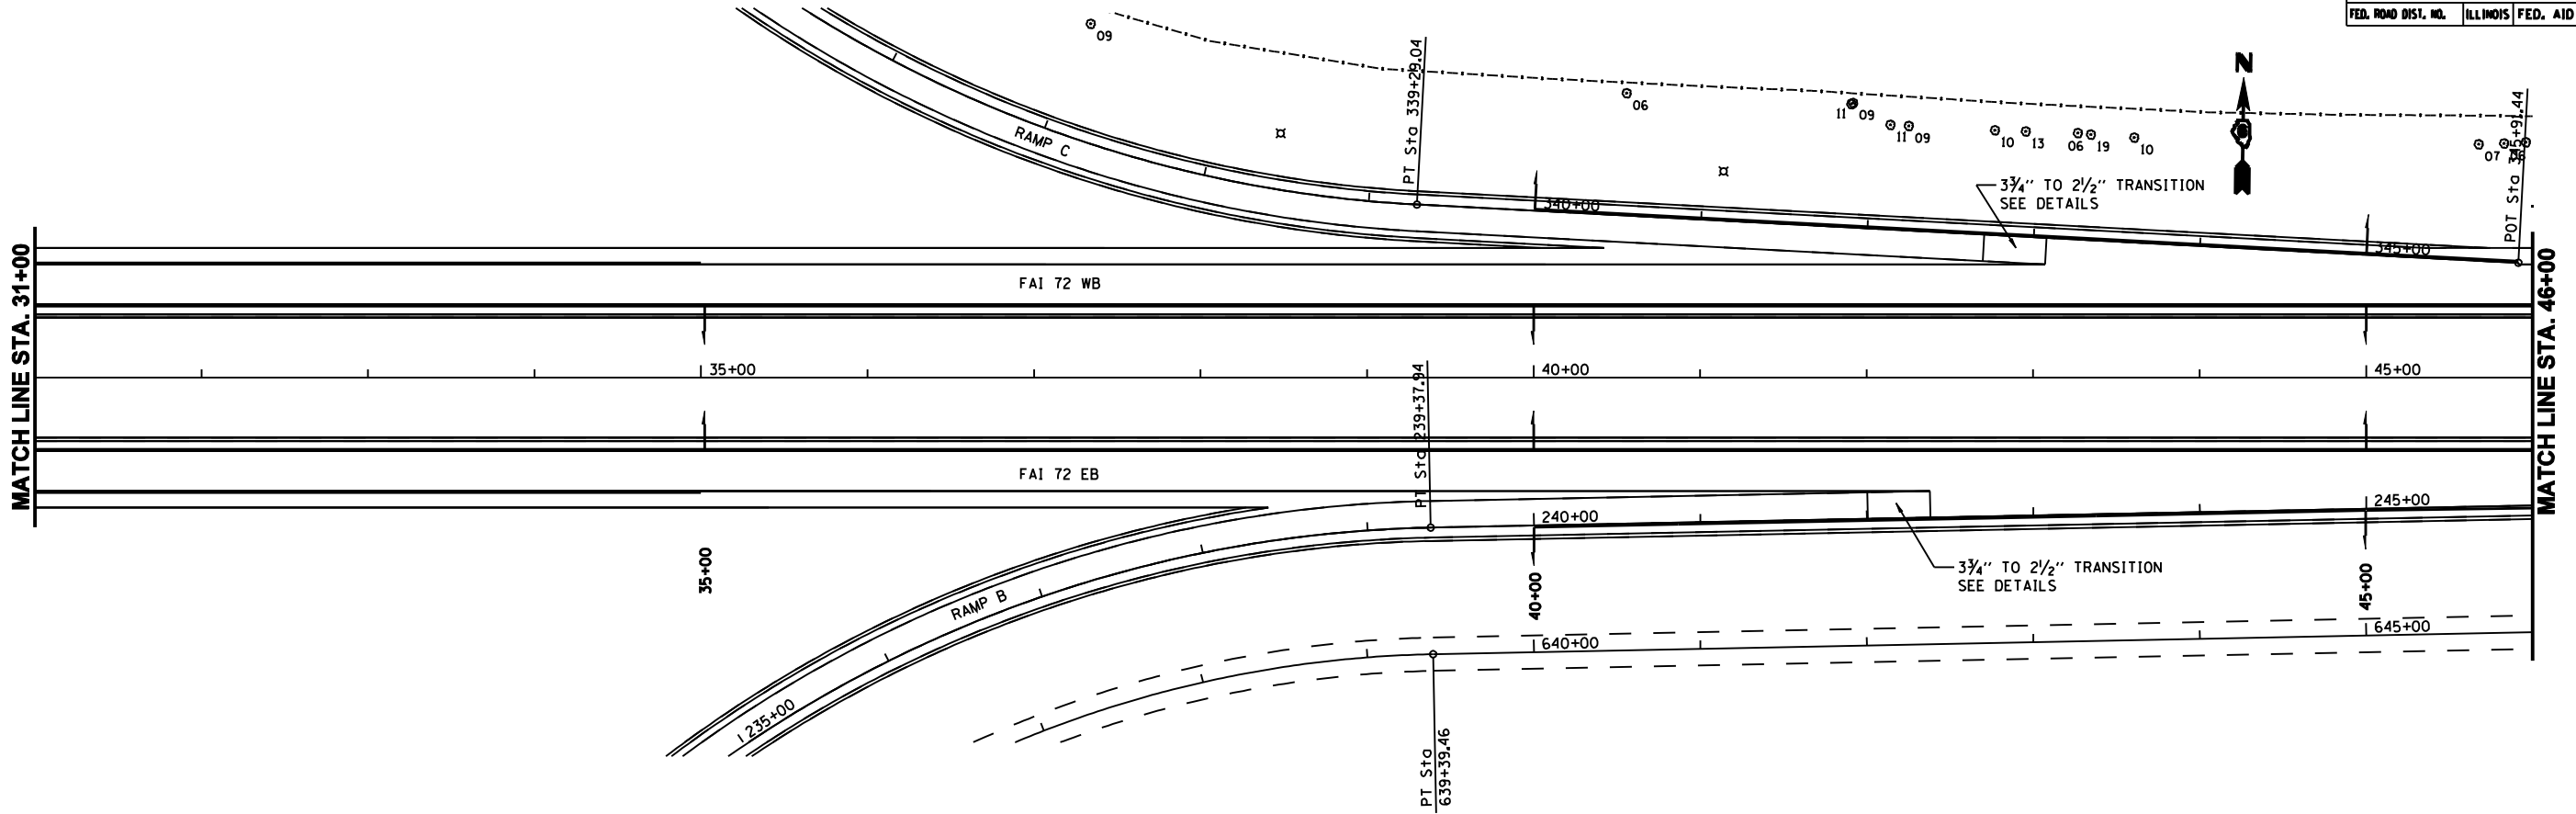 FED. ROAD DIST. NO. ILLINOIS FED. AID
09
PT Sta 339+29.04
06
11 09
11 09
10
13
06
19
10
N
07
POT Sta 345+91.44
RAMP C
3¾" TO 2½" TRANSITION
SEE DETAILS
340+00
345+00
MATCH LINE STA. 31+00
FAI 72 WB
MATCH LINE STA. 46+00
35+00
40+00
45+00
PT Sta 239+37.94
FAI 72 EB
240+00
245+00
35+00
40+00
45+00
3¾" TO 2½" TRANSITION
SEE DETAILS
RAMP B
235+00
640+00
645+00
PT Sta
639+39.46